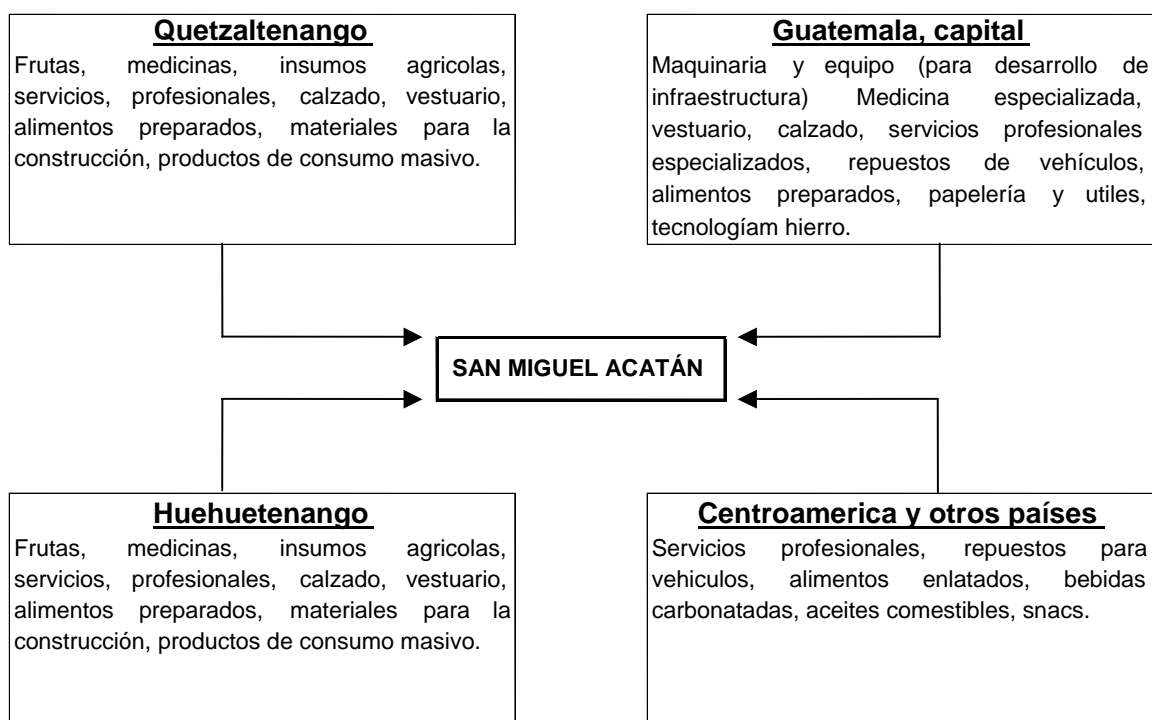 Quetzaltenango
Frutas, medicinas, insumos agricolas,
servicios, profesionales, calzado, vestuario,
alimentos preparados, materiales para la
construcción, productos de consumo masivo.
Guatemala, capital
Maquinaria y equipo (para desarrollo de
infraestructura) Medicina especializada,
vestuario, calzado, servicios profesionales
especializados, repuestos de vehículos,
alimentos preparados, papelería y utiles,
tecnologíam hierro.
SAN MIGUEL ACATÁN
Huehuetenango
Frutas, medicinas, insumos agricolas,
servicios, profesionales, calzado, vestuario,
alimentos preparados, materiales para la
construcción, productos de consumo masivo.
Centroamerica y otros países
Servicios profesionales, repuestos para
vehiculos, alimentos enlatados, bebidas
carbonatadas, aceites comestibles, snacs.